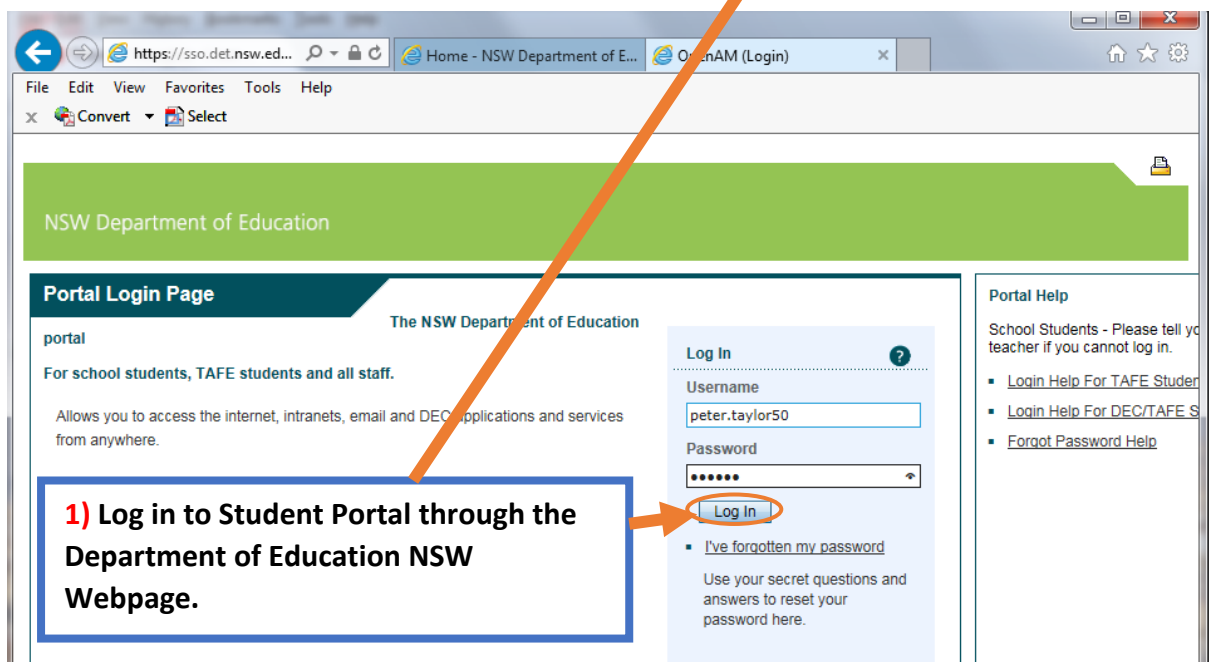 https://sso.det.nsw.ed... Home - NSW Department of E... (Login)
File Edit View Favorites Tools Help
x Convert Select
NSW Department of Education
Portal Login Page
The NSW Department of Education
portal
For school students, TAFE students and all staff.
Allows you to access the internet, intranets, email and DEC applications and services
from anywhere.
1) Log in to Student Portal through the
Department of Education NSW
Webpage.
Log In ?
Username
peter.taylor50
Password
••••••
Log In
I've forgotten my password
Use your secret questions and
answers to reset your
password here.
Portal Help
School Students - Please tell
teacher if you cannot log in.
Login Help For TAFE
Login Help For DEC/TAFE
Forgot Password Help